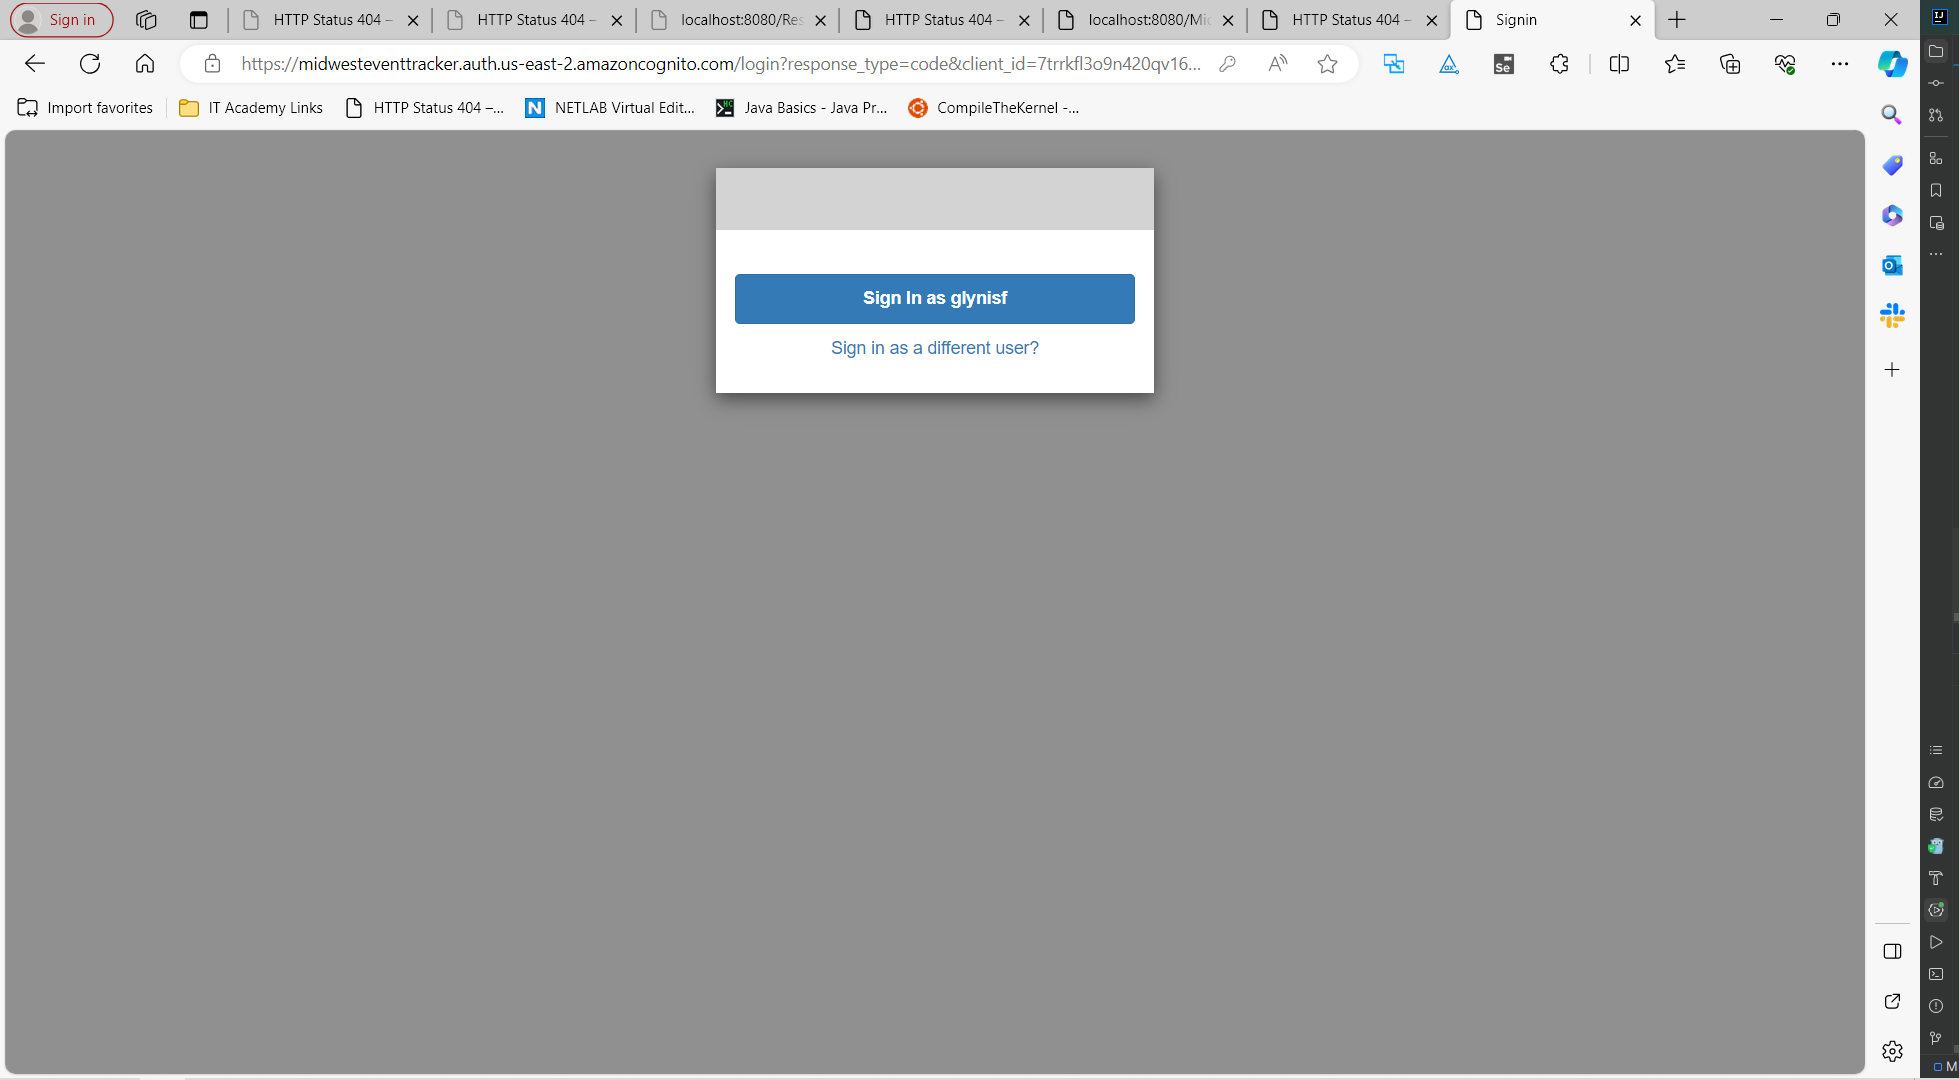 Sign in
HTTP Status 404 –
HTTP Status 404 –
localhost:8080/Res
HTTP Status 404 –
localhost:8080/Mic
HTTP Status 404 –
Signin
https://midwesteventtracker.auth.us-east-2.amazoncognito.com/login?response_type=code&client_id=7trrkfl3o9n420qv16...
Import favorites
IT Academy Links
HTTP Status 404 –...
NETLAB Virtual Edit...
Java Basics - Java Pr...
CompileTheKernel -...
Sign In as glynisf
Sign in as a different user?
M